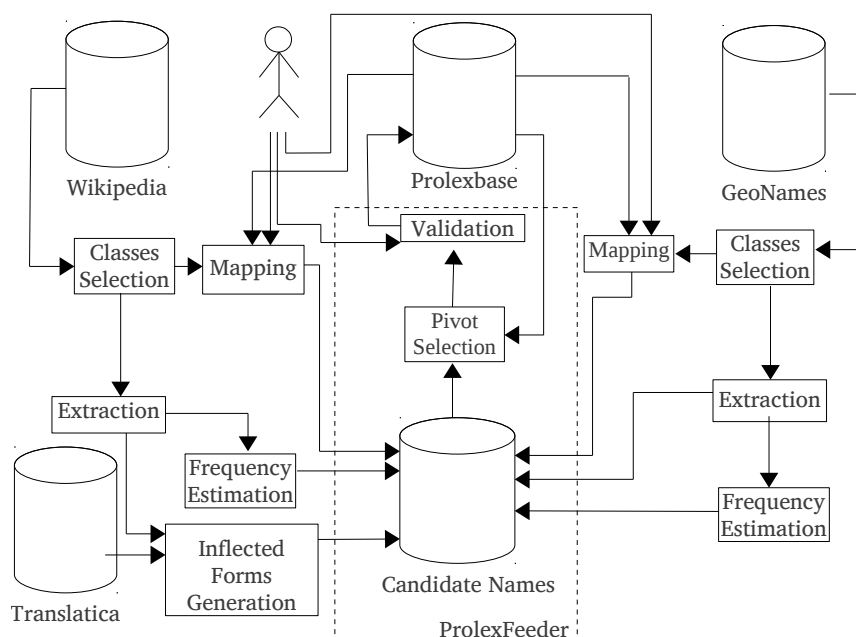 Wikipedia
Prolexbase
GeoNames
Validation
Classes
Selection
Mapping
Mapping
Classes
Selection
Pivot
Selection
Extraction
Extraction
Frequency
Estimation
Frequency
Estimation
Inflected
Forms
Generation
Candidate Names
Translatica
ProlexFeeder